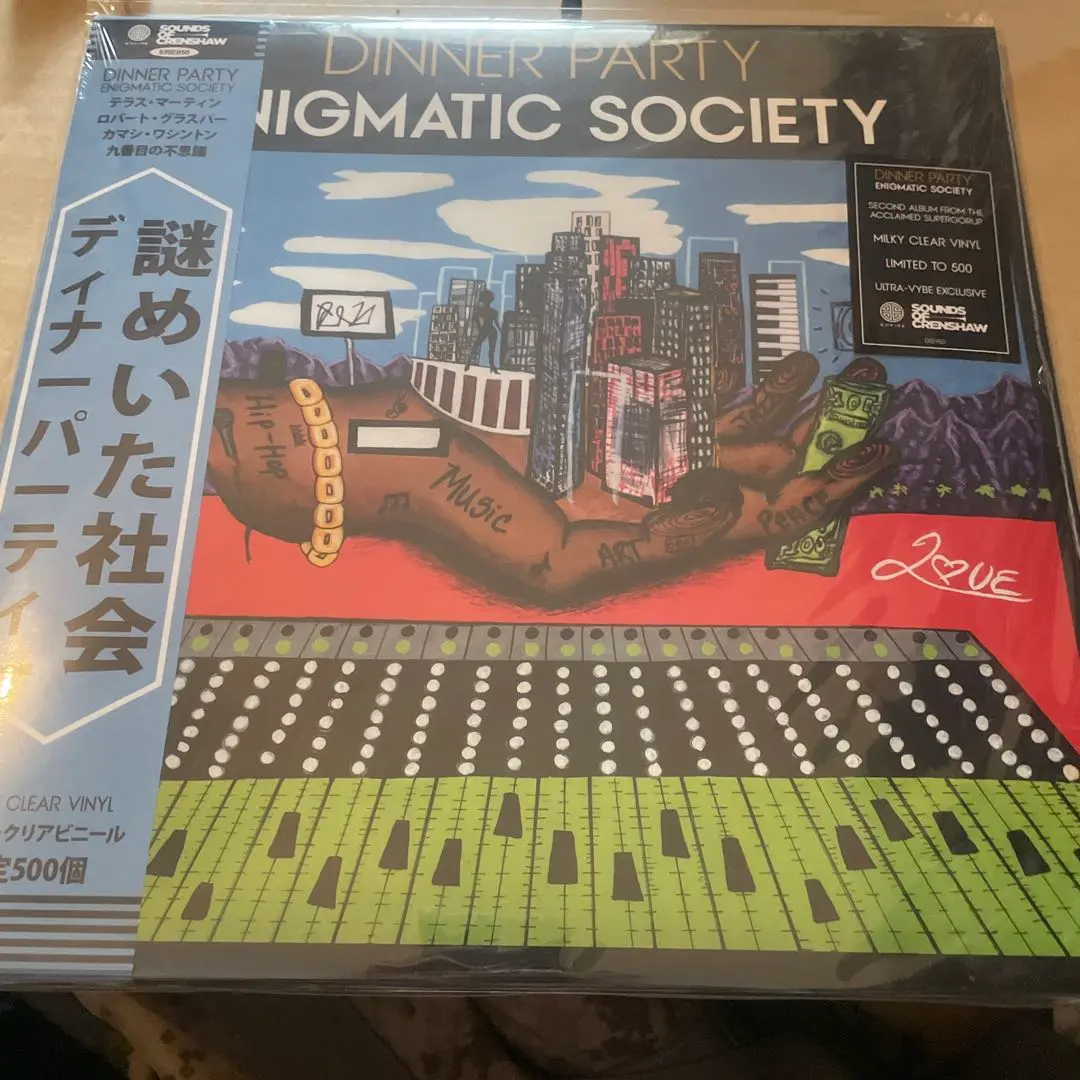 SOUNDS
OF
CRENSHAW
DINNER PARTY
ENIGMATIC SOCIETY
テラス・マーティン
ロバート・グラスパー
カマシ・ワシントン
九番目の不思議
謎めいた社会
ディナーパーティー
CLEAR VINYL
クリアビニール
定500個
DINNER PARTY
NIGMATIC SOCIETY
DINNER PARTY
ENIGMATIC SOCIETY
SECOND ALBUM FROM THE
ACCLAIMED SUPERGORUP
MILKY CLEAR VINYL
LIMITED TO 500
ULTRA-VYBE EXCLUSIVE
EMPIRE
SOUNDS
OF
CRENSHAW
Hip-Hop
Music
ART
Peace
LOVE